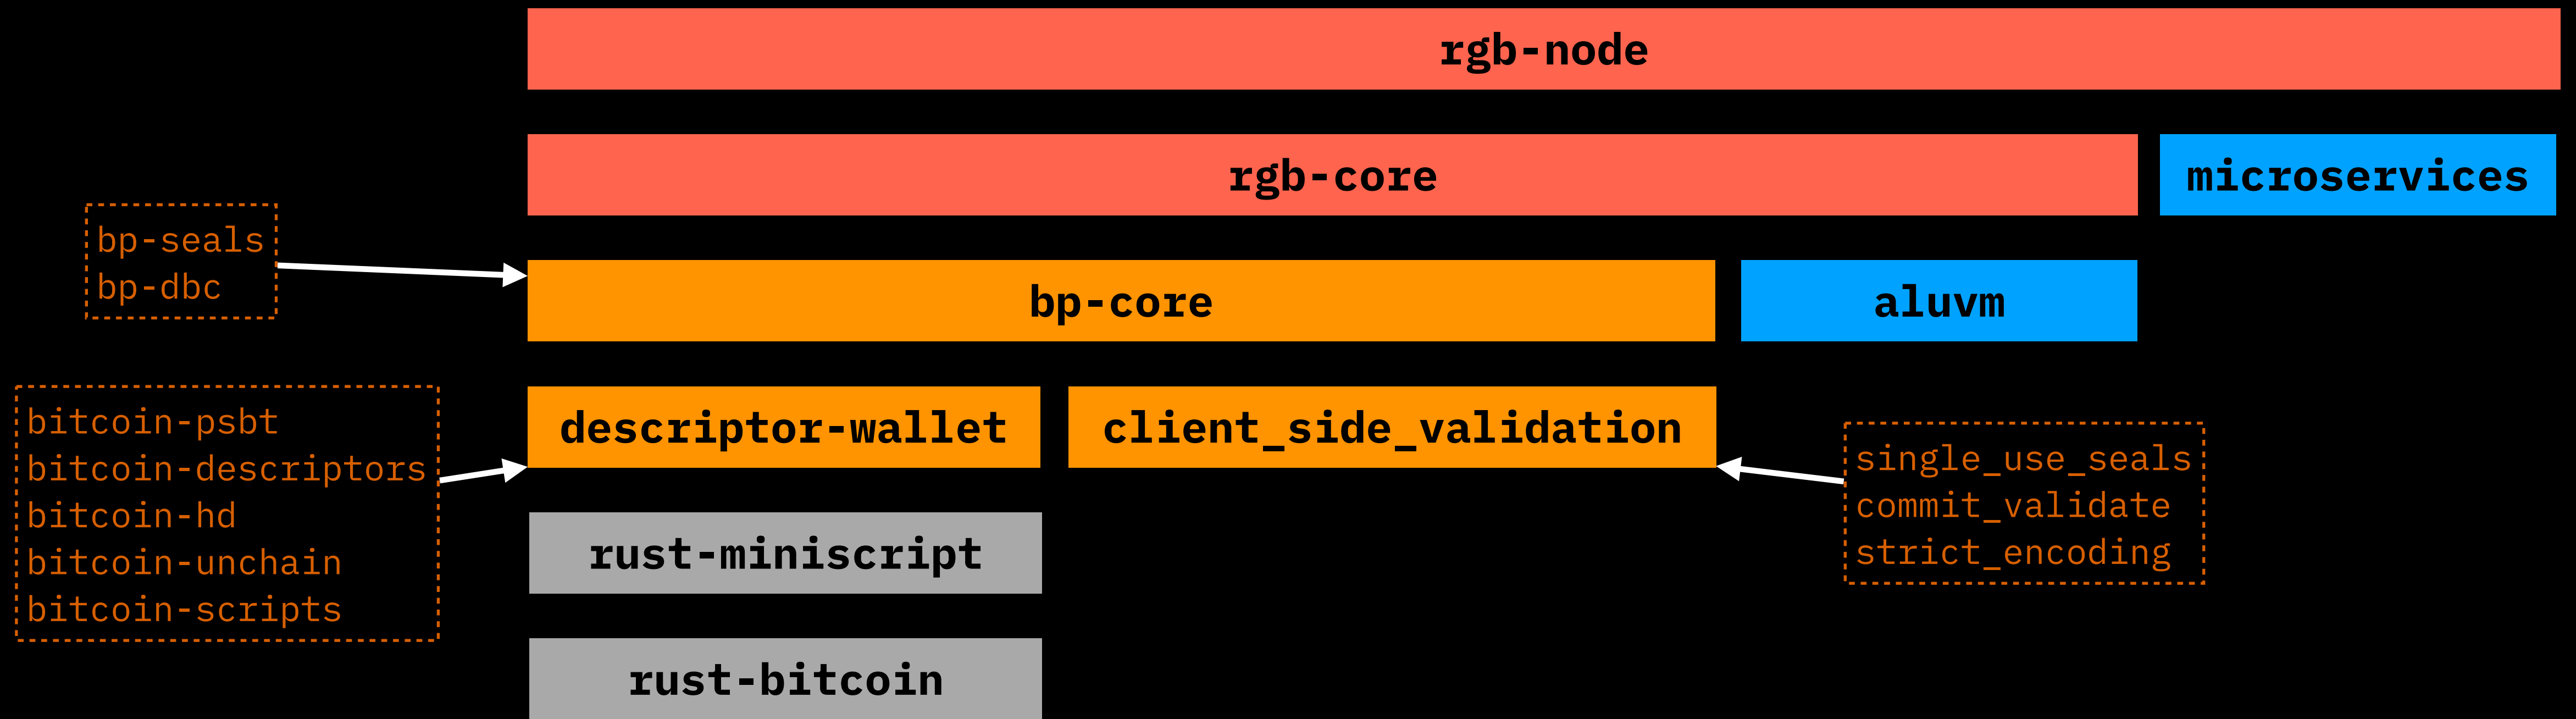 rgb-node
rgb-core
microservices
bp-seals
bp-dbc
bp-core
aluvm
bitcoin-psbt
bitcoin-descriptors
bitcoin-hd
bitcoin-unchain
bitcoin-scripts
descriptor-wallet
client_side_validation
single_use_seals
commit_validate
strict_encoding
rust-miniscript
rust-bitcoin